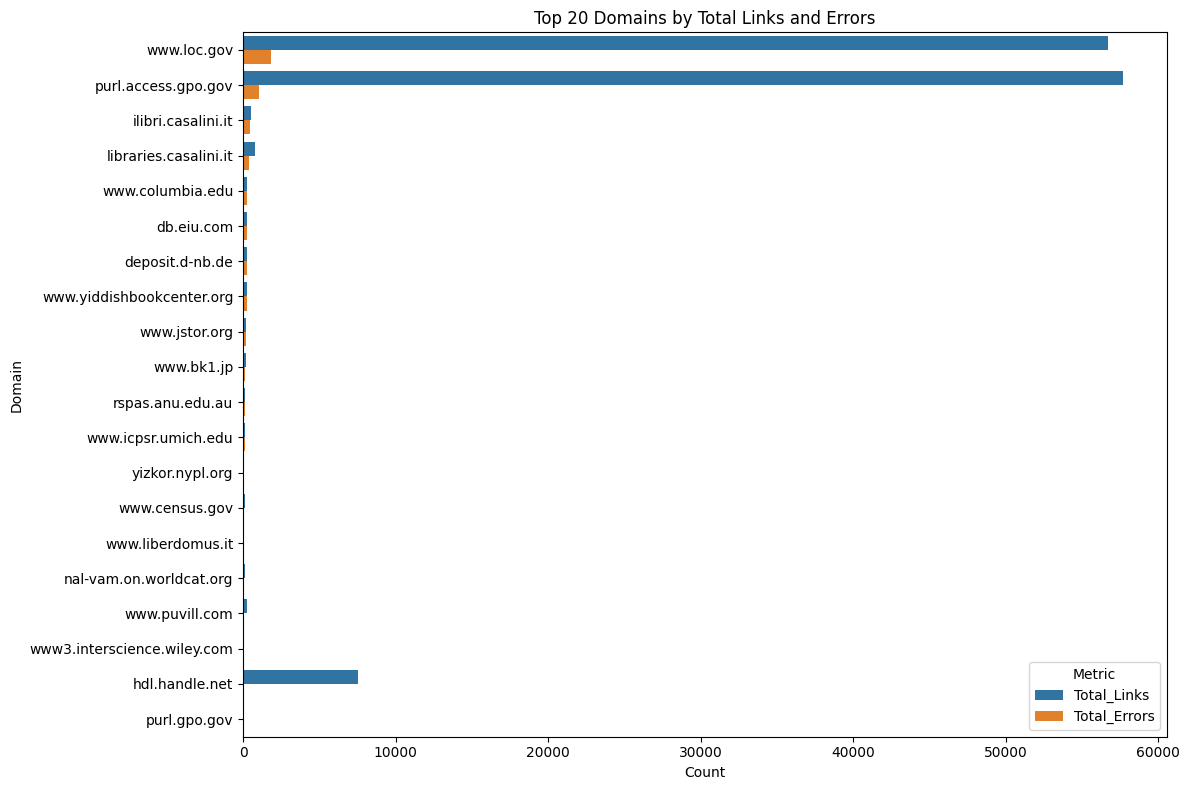 Top 20 Domains by Total Links and Errors
www.loc.gov
purl.access.gpo.gov
ilibri.casalini.it
libraries.casalini.it
www.columbia.edu
db.eiu.com
deposit.d-nb.de
www.yiddishbookcenter.org
www.jstor.org
www.bk1.jp
rspas.anu.edu.au
www.icpsr.umich.edu
yizkor.nypl.org
www.census.gov
www.liberdomus.it
nal-vam.on.worldcat.org
www.puvill.com
www3.interscience.wiley.com
hdl.handle.net
purl.gpo.gov
Domain
Metric
Total_Links
Total_Errors
0 10000 20000 30000 40000 50000 60000
Count